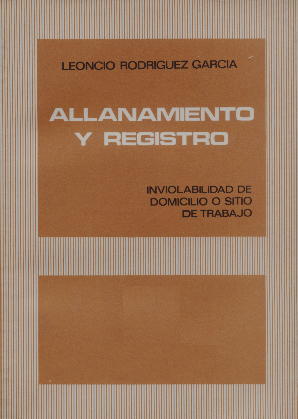 LEONCIO RODRIGUEZ GARCIA
ALLANAMIENTO
Y REGISTRO
INVIOLABILIDAD DE
DOMICILIO O SITIO
DE TRABAJO